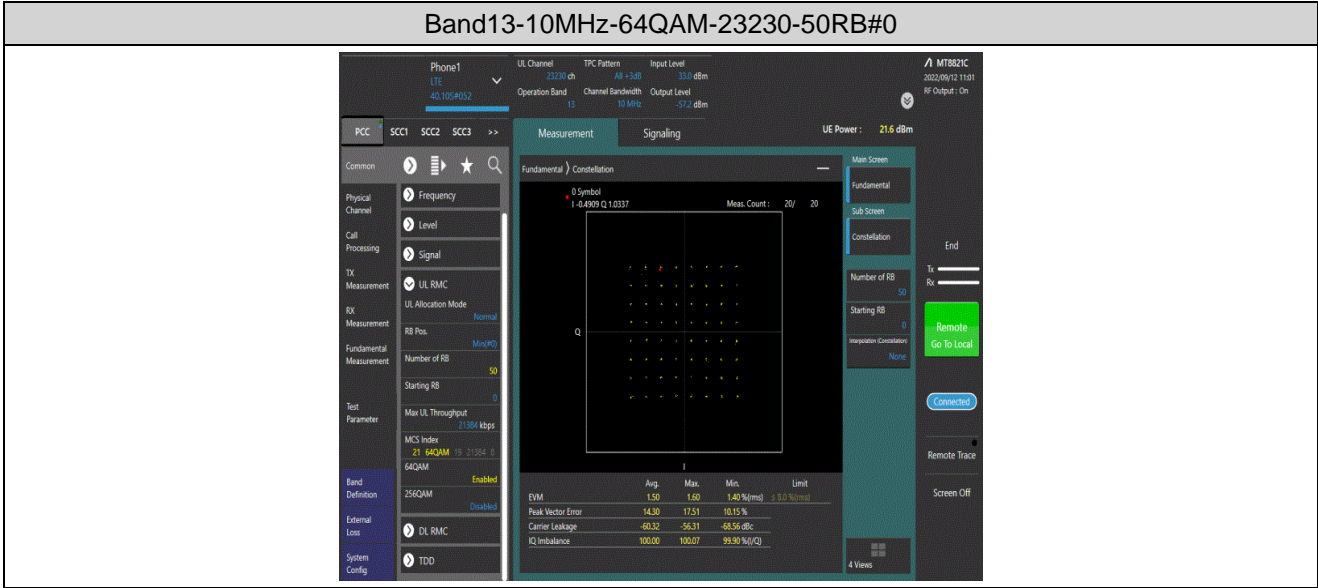 Band13-10MHz-64QAM-23230-50RB#0
Phone1
LTE
40.10S#052
UL Channel TPC Pattern Input Level
23230 ch All +3dB 33.0 dBm
Operation Band Channel Bandwidth Output Level
13 10 MHz -57.2 dBm
MT8821C
2022/09/12 11:01
RF Output : On
PCC SCC1 SCC2 SCC3 >>
Measurement Signaling
UE Power : 21.6 dBm
Common
Physical
Channel
Call
Processing
TX
Measurement
RX
Measurement
Fundamental
Measurement
Test
Parameter
Band
Definition
External
Loss
System
Config
Frequency
Level
Signal
UL RMC
UL Allocation Mode
Normal
RB Pos.
Min(#0)
Number of RB
50
Starting RB
0
Max UL Throughput
21384 kbps
MCS Index
21 64QAM 19 21384 8
64QAM
Enabled
256QAM
Disabled
DL RMC
TDD
Fundamental Constellation
0 Symbol
I -0.4909 Q 1.0337
Meas. Count : 20/ 20
Q
I
Avg. Max. Min. Limit
EVM 1.50 1.60 1.40 %(rms) ≤ 8.0 %(rms)
Peak Vector Error 14.30 17.51 10.15 %
Carrier Leakage -60.32 -56.31 -68.56 dBc
IQ Imbalance 100.00 100.07 99.90 %(I/Q)
Main Screen
Fundamental
Sub Screen
Constellation
Number of RB
50
Starting RB
0
Interpolation (Constellation)
None
4 Views
End
Tx
Rx
Remote
Go To Local
Connected
Remote Trace
Screen Off